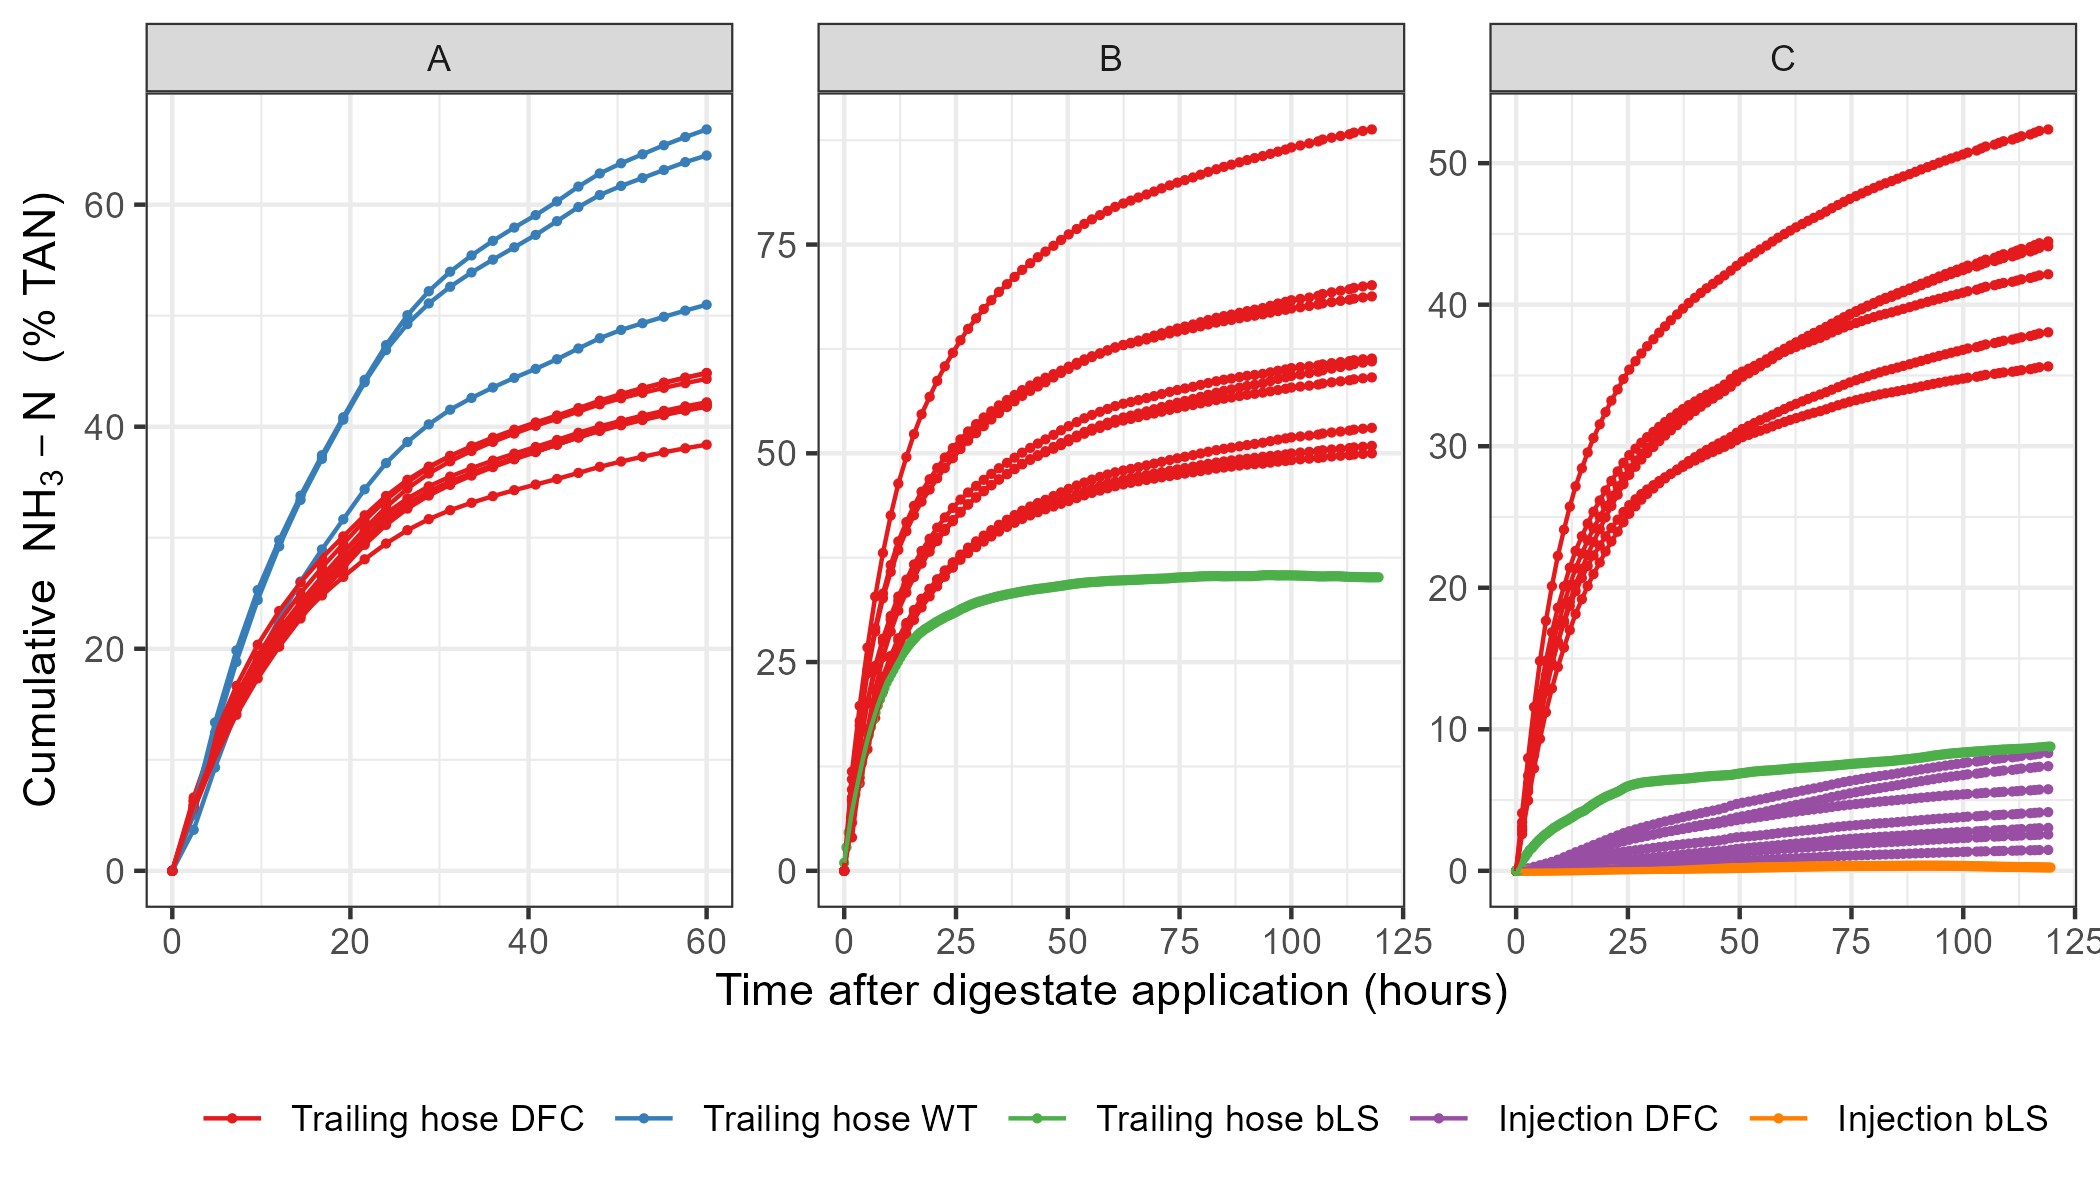 A
B
C
Cumulative NH3 − N (% TAN)
60
40
20
0
75
50
25
0
50
40
30
20
10
0
0 20 40 60
0 25 50 75 100 125
0 25 50 75 100 125
Time after digestate application (hours)
Trailing hose DFC
Trailing hose WT
Trailing hose bLS
Injection DFC
Injection bLS